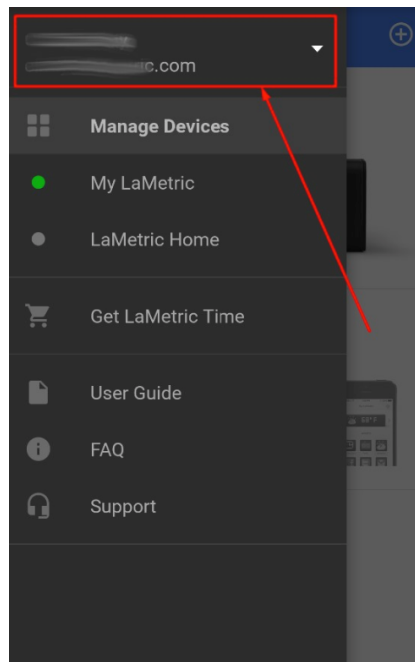 c.com
Manage Devices
My LaMetric
LaMetric Home
Get LaMetric Time
User Guide
FAQ
Support